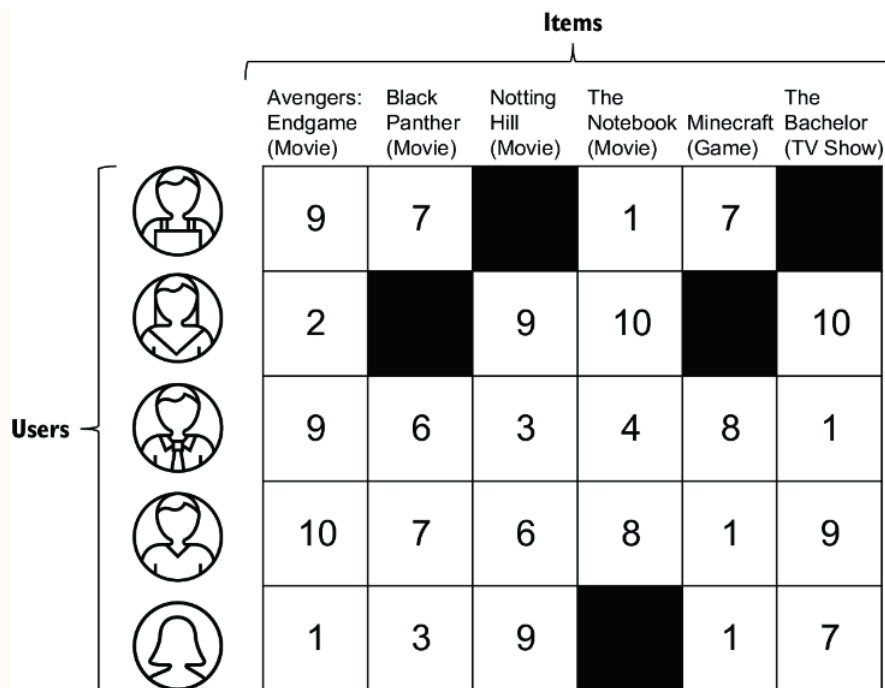 Items
Avengers: Endgame (Movie)
Black Panther (Movie)
Notting Hill (Movie)
The Notebook (Movie)
Minecraft (Game)
The Bachelor (TV Show)
9 7 1 7
2 9 10 10
Users
9 6 3 4 8 1
10 7 6 8 1 9
1 3 9 1 7